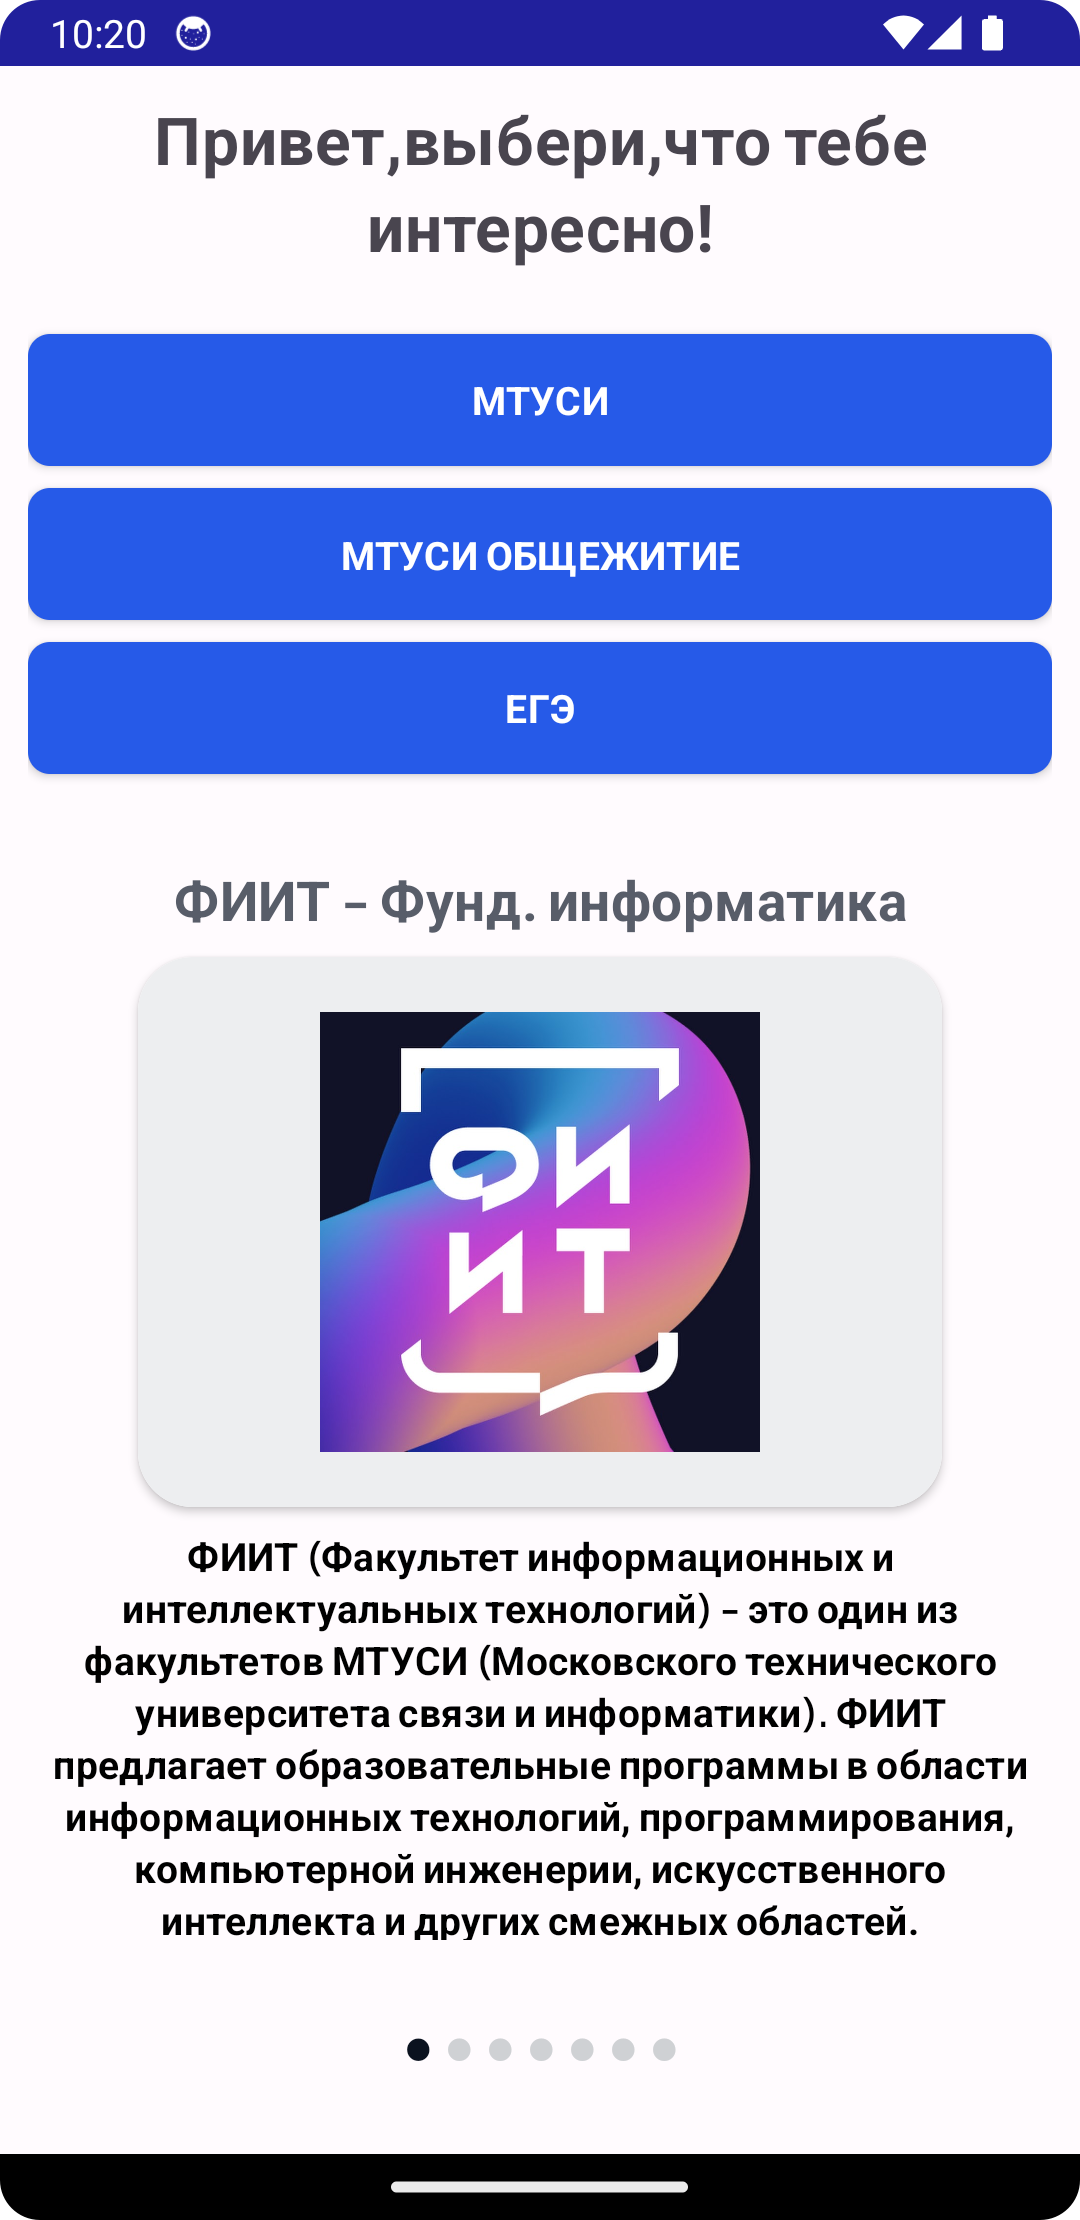 10:20
Привет,выбери,что тебе
интересно!
МТУСИ
МТУСИ ОБЩЕЖИТИЕ
ЕГЭ
ФИИТ – Фунд. информатика
ФИ
ИТ
ФИИТ (Факультет информационных и
интеллектуальных технологий) – это один из
факультетов МТУСИ (Московского технического
университета связи и информатики). ФИИТ
предлагает образовательные программы в области
информационных технологий, программирования,
компьютерной инженерии, искусственного
интеллекта и других смежных областей.